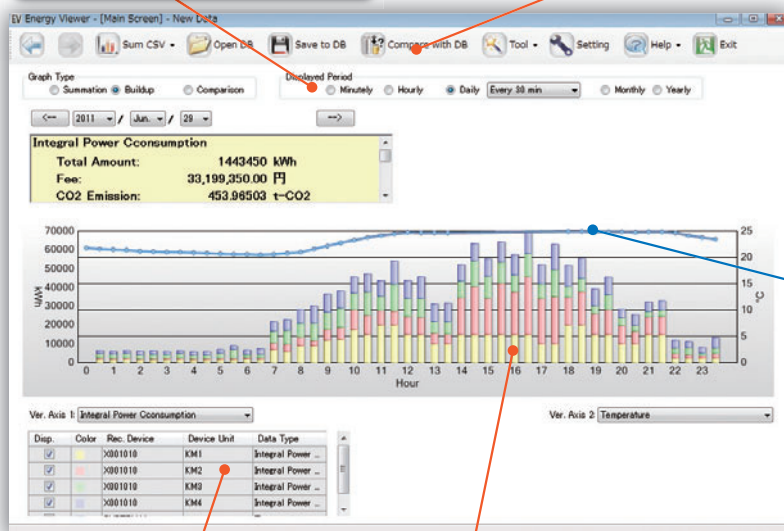 EV Energy Viewer - [Main Screen] - New Data
Sum CSV Open DB Save to DB Compare with DB Tool Setting Help Exit
Graph Type
Summation Buildup Comparison
Displayed Period
Minutely Hourly Daily Every 30 min Monthly Yearly
<-- 2011 / Jun. / 29 -->
Integral Power Cconsumption
Total Amount: 1443450 kWh
Fee: 33,199,350.00 円
CO2 Emission: 453.96503 t-CO2
70000
60000
50000
40000
30000
20000
10000
0
kWh
25
20
15
10
5
0
°C
0 1 2 3 4 5 6 7 8 9 10 11 12 13 14 15 16 17 18 19 20 21 22 23
Hour
Ver. Axis 1: Integral Power Cconsumption Ver. Axis 2: Temperature
Disp. Color Rec. Device Device Unit Data Type
X001010 KM1 Integral Power ...
X001010 KM2 Integral Power ...
X001010 KM3 Integral Power ...
X001010 KM4 Integral Power ...